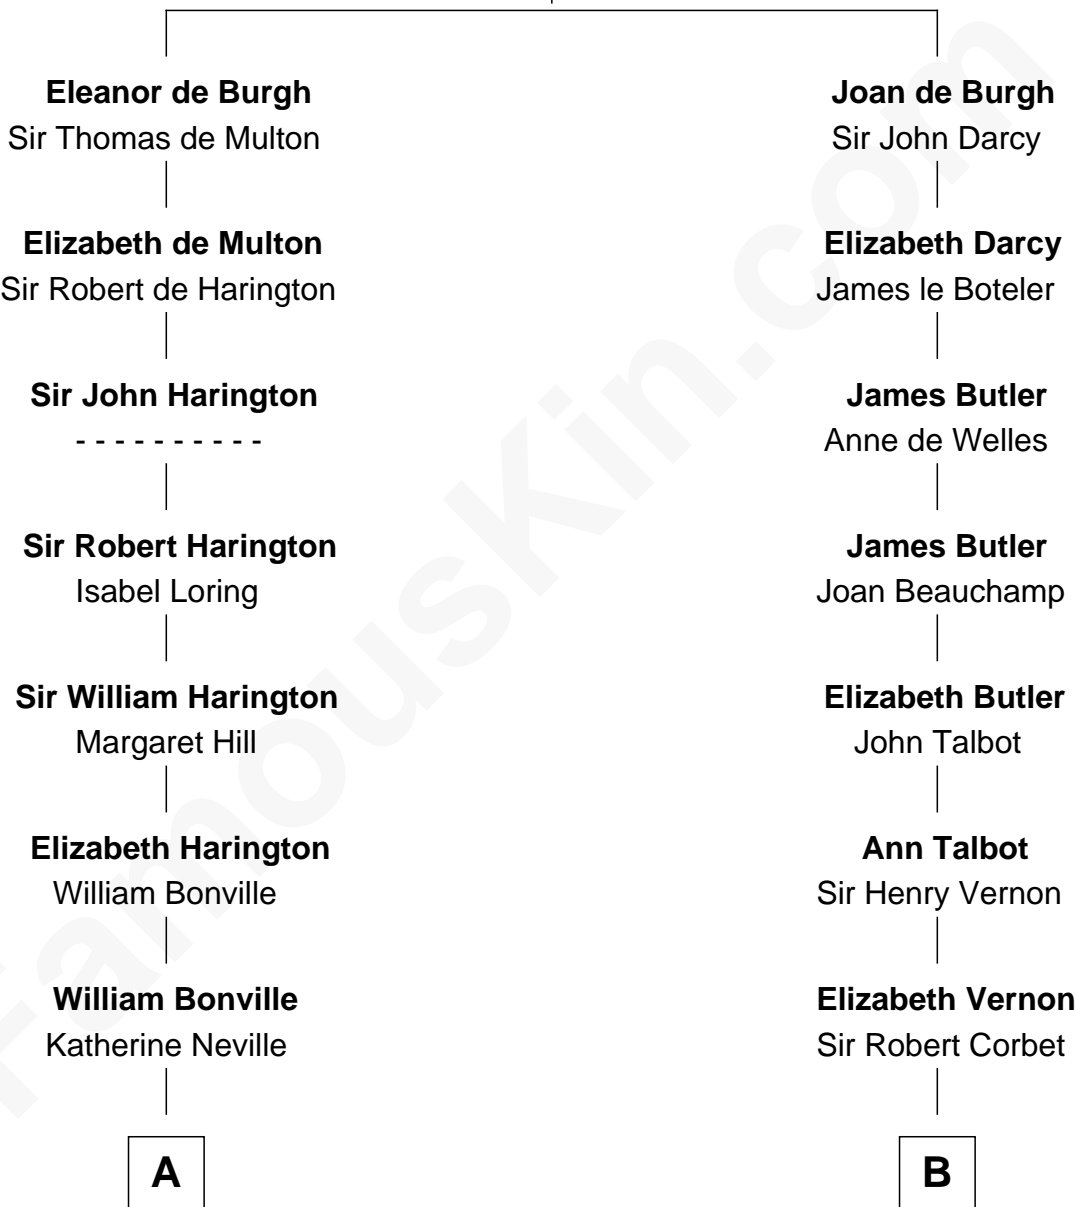 Eleanor de Burgh
Sir Thomas de Multon
Joan de Burgh
Sir John Darcy
Elizabeth de Multon
Sir Robert de Harington
Elizabeth Darcy
James le Boteler
Sir John Harington
- - - - - - - - - -
James Butler
Anne de Welles
Sir Robert Harington
Isabel Loring
James Butler
Joan Beauchamp
Sir William Harington
Margaret Hill
Elizabeth Butler
John Talbot
Elizabeth Harington
William Bonville
Ann Talbot
Sir Henry Vernon
William Bonville
Katherine Neville
Elizabeth Vernon
Sir Robert Corbet
A
B
FamousKin.com